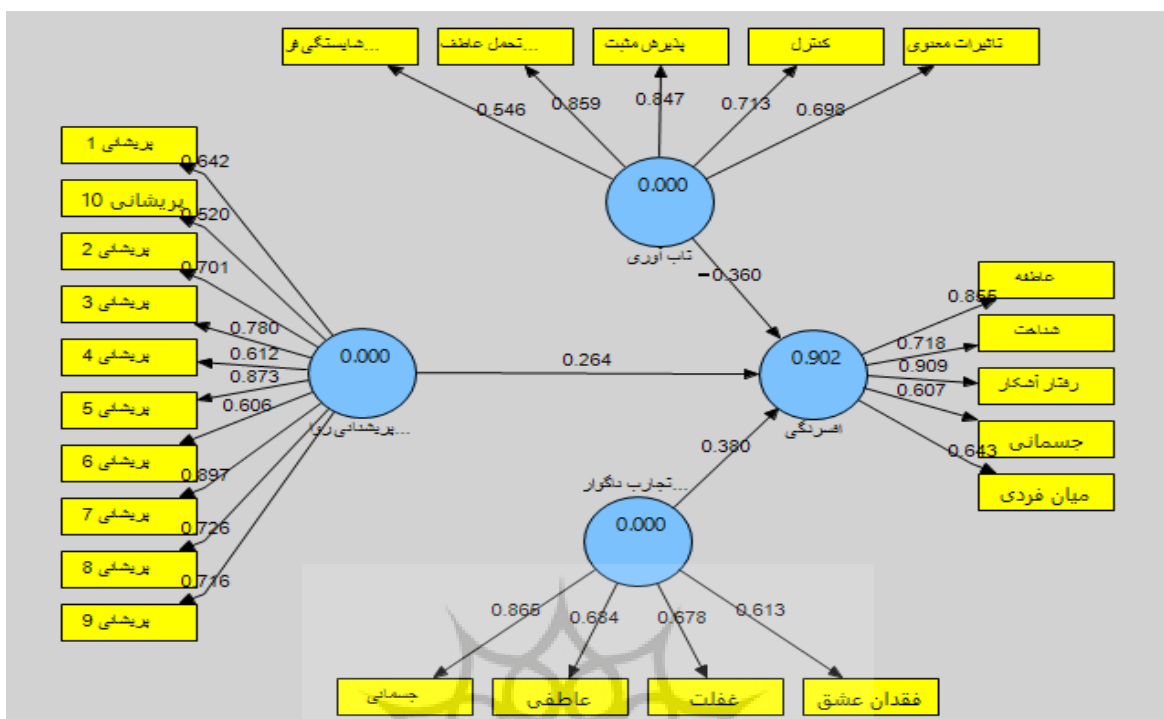 شایستگی فر...
تحمل عاطف...
پذیرش مثبت
کنترل
تاثیرات معنوی
0.546
0.859
0.847
0.713
0.698
0.000
تاب آوری
-0.360
پریشانی 1
0.642
پریشانی 10
0.520
پریشانی 2
0.701
پریشانی 3
0.780
پریشانی 4
0.612
پریشانی 5
0.873
پریشانی 6
0.606
پریشانی 7
0.897
پریشانی 8
0.726
پریشانی 9
0.716
0.000
پریشانی روا...
0.264
0.902
افسردگی
عاطفه
0.855
شناخت
0.718
رفتار آشکار
0.909
جسمانی
0.607
میان فردی
0.643
0.380
تجارب ناگوار...
0.000
0.865
0.684
0.678
0.613
جسمانی
عاطفی
غفلت
فقدان عشق